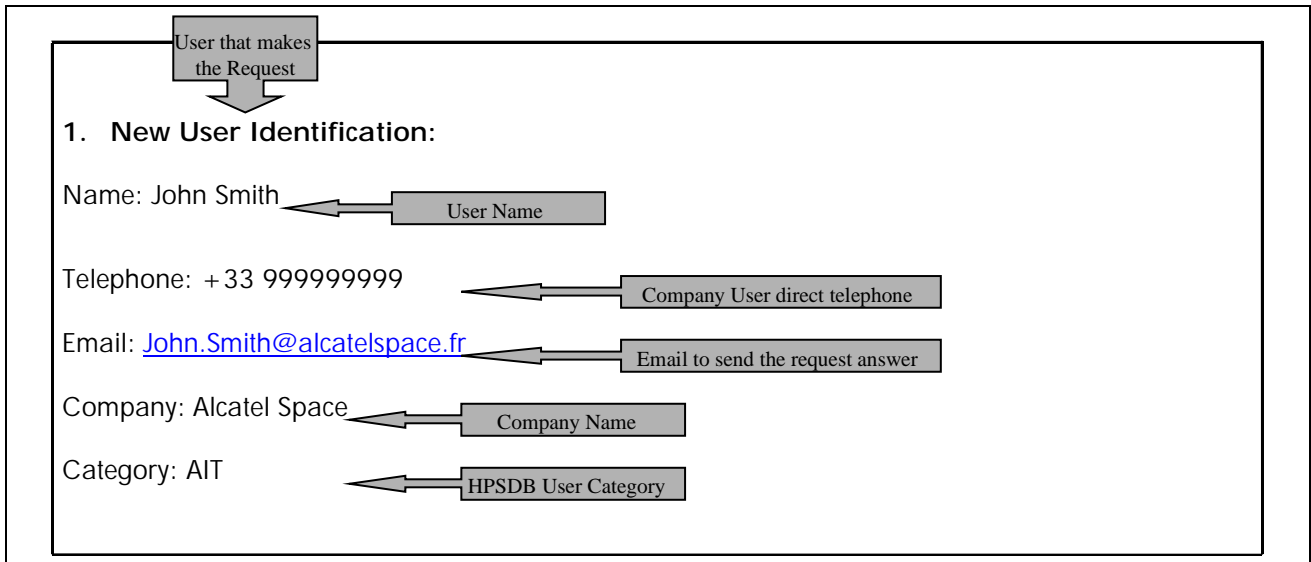 User that makes
the Request
1. New User Identification:
Name: John Smith
User Name
Telephone: +33 999999999
Company User direct telephone
Email: John.Smith@alcatelspace.fr
Email to send the request answer
Company: Alcatel Space
Company Name
Category: AIT
HPSDB User Category